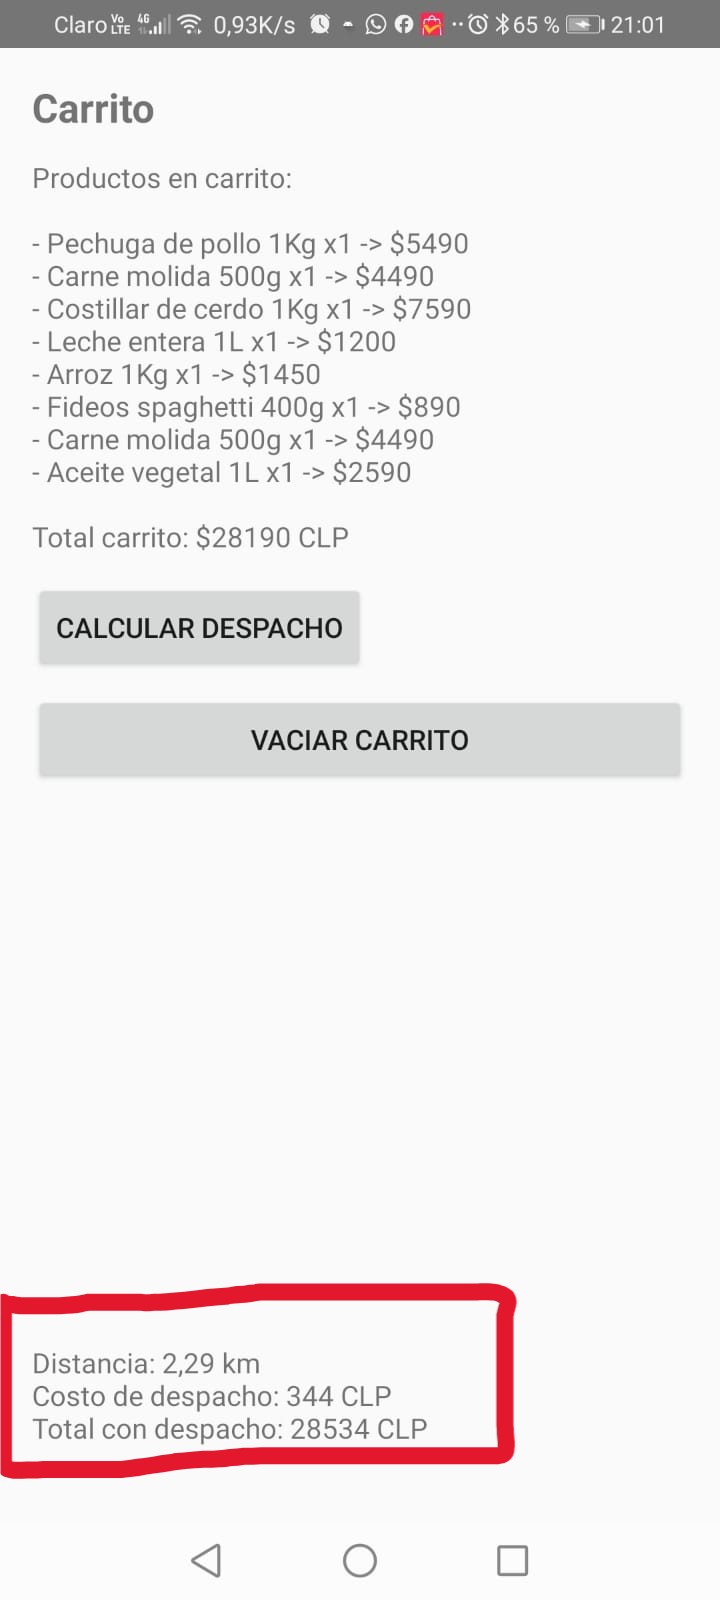 Claro Vo LTE 4G 0,93K/s 65 % 21:01
Carrito
Productos en carrito:
- Pechuga de pollo 1Kg x1 -> $5490
- Carne molida 500g x1 -> $4490
- Costillar de cerdo 1Kg x1 -> $7590
- Leche entera 1L x1 -> $1200
- Arroz 1Kg x1 -> $1450
- Fideos spaghetti 400g x1 -> $890
- Carne molida 500g x1 -> $4490
- Aceite vegetal 1L x1 -> $2590
Total carrito: $28190 CLP
CALCULAR DESPACHO
VACIAR CARRITO
Distancia: 2,29 km
Costo de despacho: 344 CLP
Total con despacho: 28534 CLP